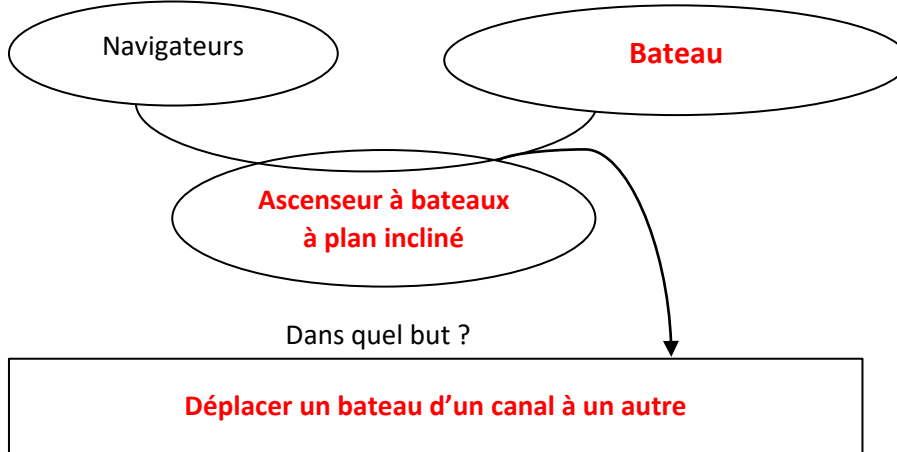 Navigateurs
Bateau
Ascenseur à bateaux
à plan incliné
Dans quel but ?
Déplacer un bateau d’un canal à un autre